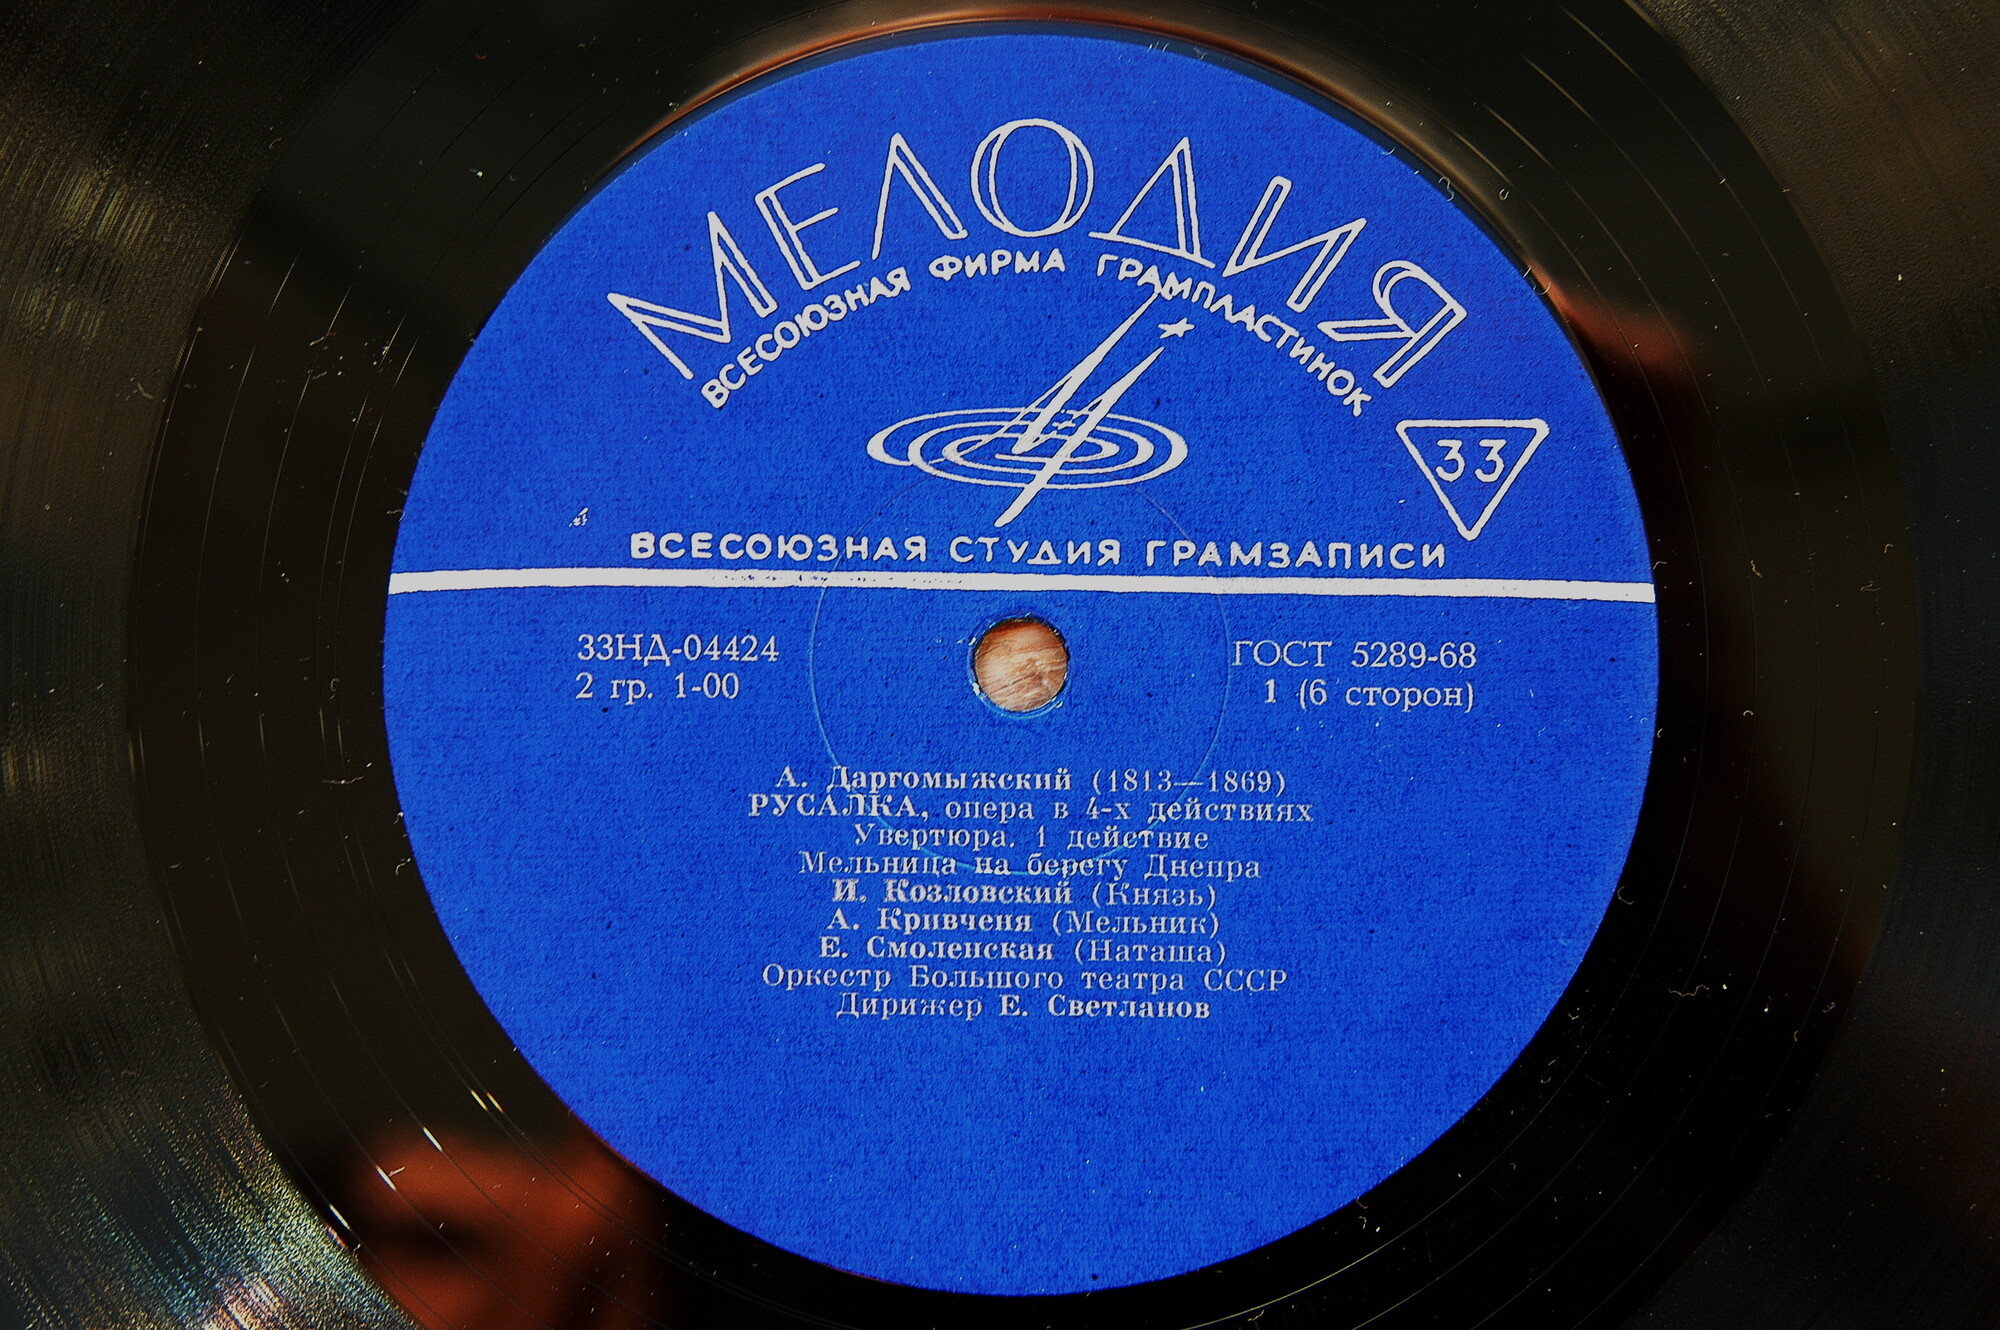 МЕЛОДИЯ
ВСЕСОЮЗНАЯ ФИРМА ГРАМПЛАСТИНОК
33
ВСЕСОЮЗНАЯ СТУДИЯ ГРАМЗАПИСИ
33НД-04424
ГОСТ 5289-68
2 гр. 1-00
1 (6 сторон)
А. Даргомыжский (1813—1869)
РУСАЛКА, опера в 4-х действиях
Увертюра. 1 действие
Мельница на берегу Днепра
И. Козловский (Князь)
А. Кривченя (Мельник)
Е. Смоленская (Наташа)
Оркестр Большого театра СССР
Дирижер Е. Светланов